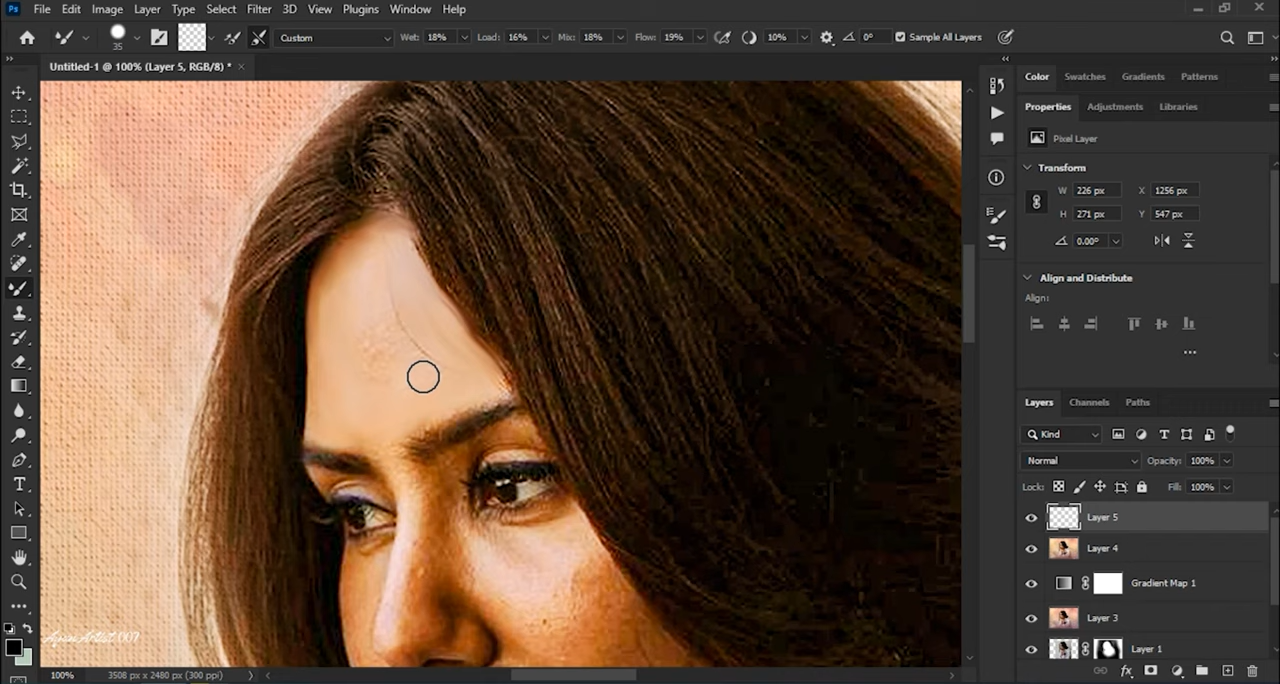 Ps File Edit Image Layer Type Select Filter 3D View Plugins Window Help
35 Custom Wet: 18% Load: 16% Mix: 18% Flow: 19% 10% 0° Sample All Layers
Untitled-1 @ 100% (Layer 5, RGB/8) *
Color Swatches Gradients Patterns
Properties Adjustments Libraries
Pixel Layer
Transform
W 226 px X 1256 px
H 271 px Y 547 px
0.00°
Align and Distribute
Align:
Layers Channels Paths
Kind
Normal Opacity: 100%
Lock: Fill: 100%
Layer 5
Layer 4
Gradient Map 1
Layer 3
Layer 1
100% 3508 px x 2480 px (300 ppi)